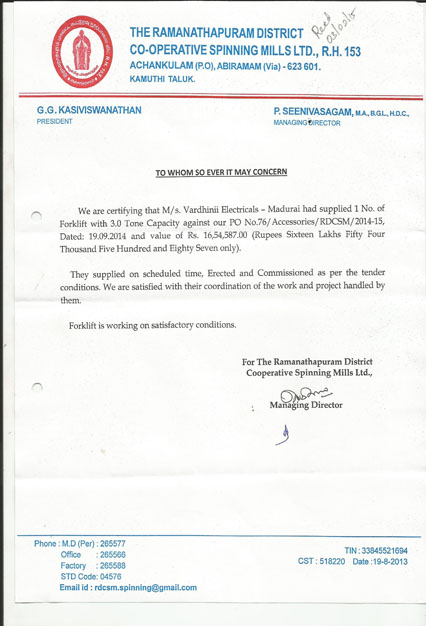 THE RAMANATHAPURAM DISTRICT
CO-OPERATIVE SPINNING MILLS LTD., R.H. 153
ACHANKULAM (P.O), ABIRAMAM (Via) - 623 601.
KAMUTHI TALUK.
Recd
G.G. KASIVISWANATHAN
PRESIDENT
P. SEENIVASAGAM, M.A., B.G.L., H.D.C.,
MANAGING DIRECTOR
TO WHOM SO EVER IT MAY CONCERN
We are certifying that M/s. Vardhinii Electricals – Madurai had supplied 1 No. of
Forklift with 3.0 Tone Capacity against our PO No.76/Accessories/RDCSM/2014-15,
Dated: 19.09.2014 and value of Rs. 16,54,587.00 (Rupees Sixteen Lakhs Fifty Four
Thousand Five Hundred and Eighty Seven only).
They supplied on scheduled time, Erected and Commissioned as per the tender
conditions. We are satisfied with their coordination of the work and project handled by
them.
Forklift is working on satisfactory conditions.
For The Ramanathapuram District
Cooperative Spinning Mills Ltd.,
Managing Director
Phone : M.D (Per) : 265577
Office : 265566
Factory : 265588
STD Code: 04576
Email id : rdcsm.spinning@gmail.com
TIN : 33845521694
CST : 518220 Date :19-8-2013